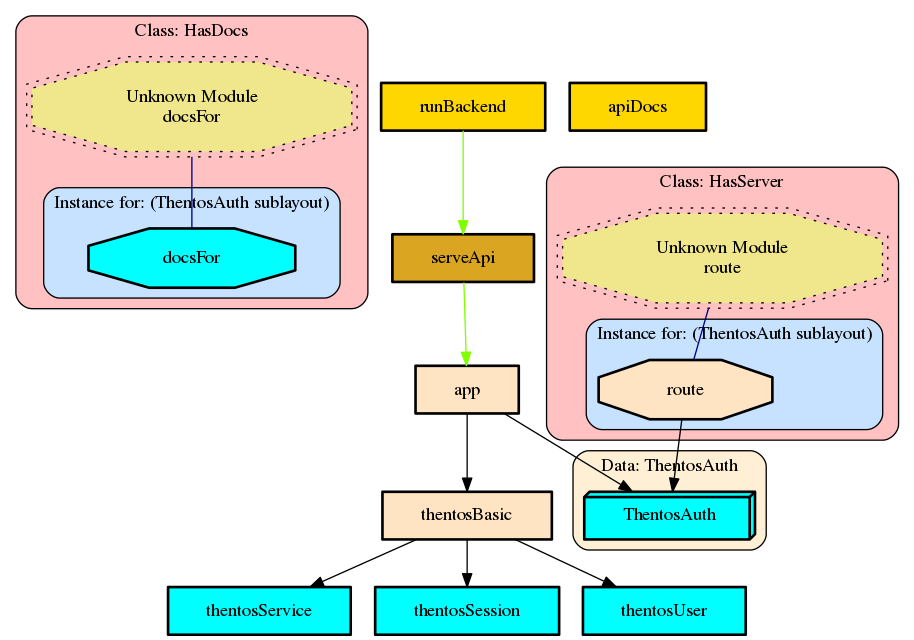 Class: HasDocs
Unknown Module
docsFor
Instance for: (ThentosAuth sublayout)
docsFor
runBackend
apiDocs
serveApi
Class: HasServer
Unknown Module
route
Instance for: (ThentosAuth sublayout)
route
app
Data: ThentosAuth
ThentosAuth
thentosBasic
thentosService
thentosSession
thentosUser